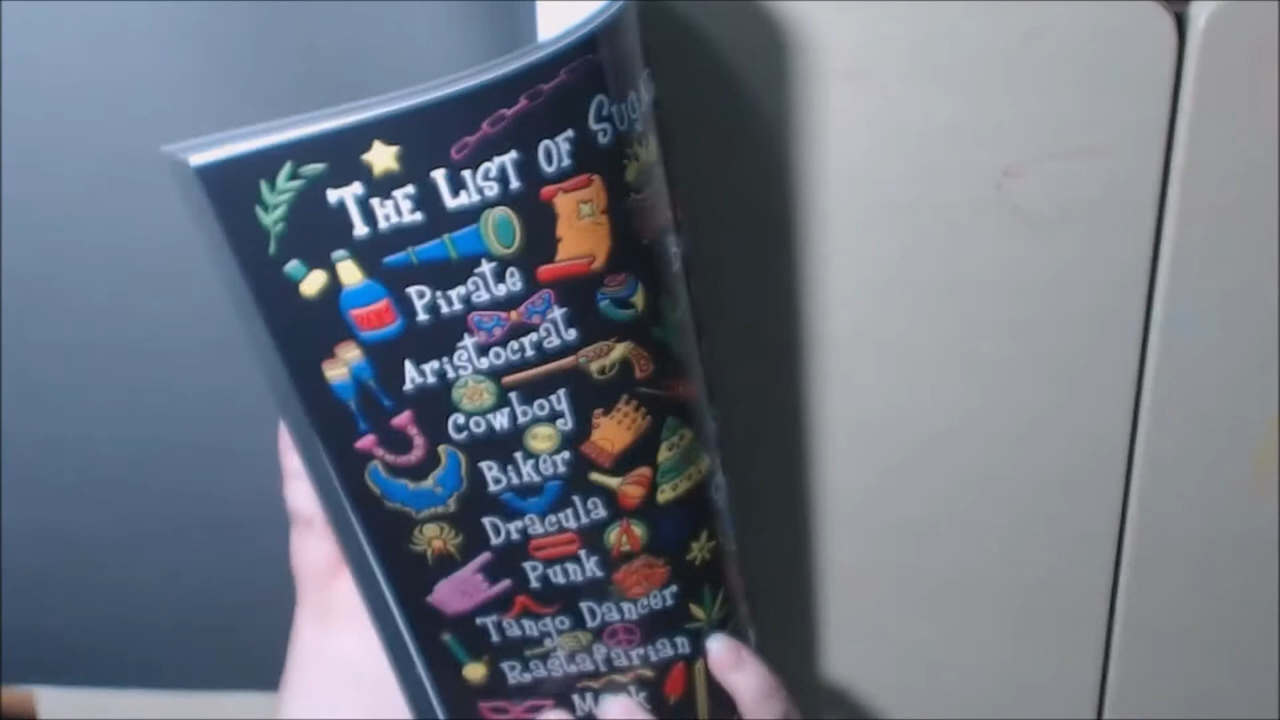 THE LIST OF
Pirate
Aristocrat
Cowboy
Biker
Dracula
Punk
Tango Dancer
Rastafarian